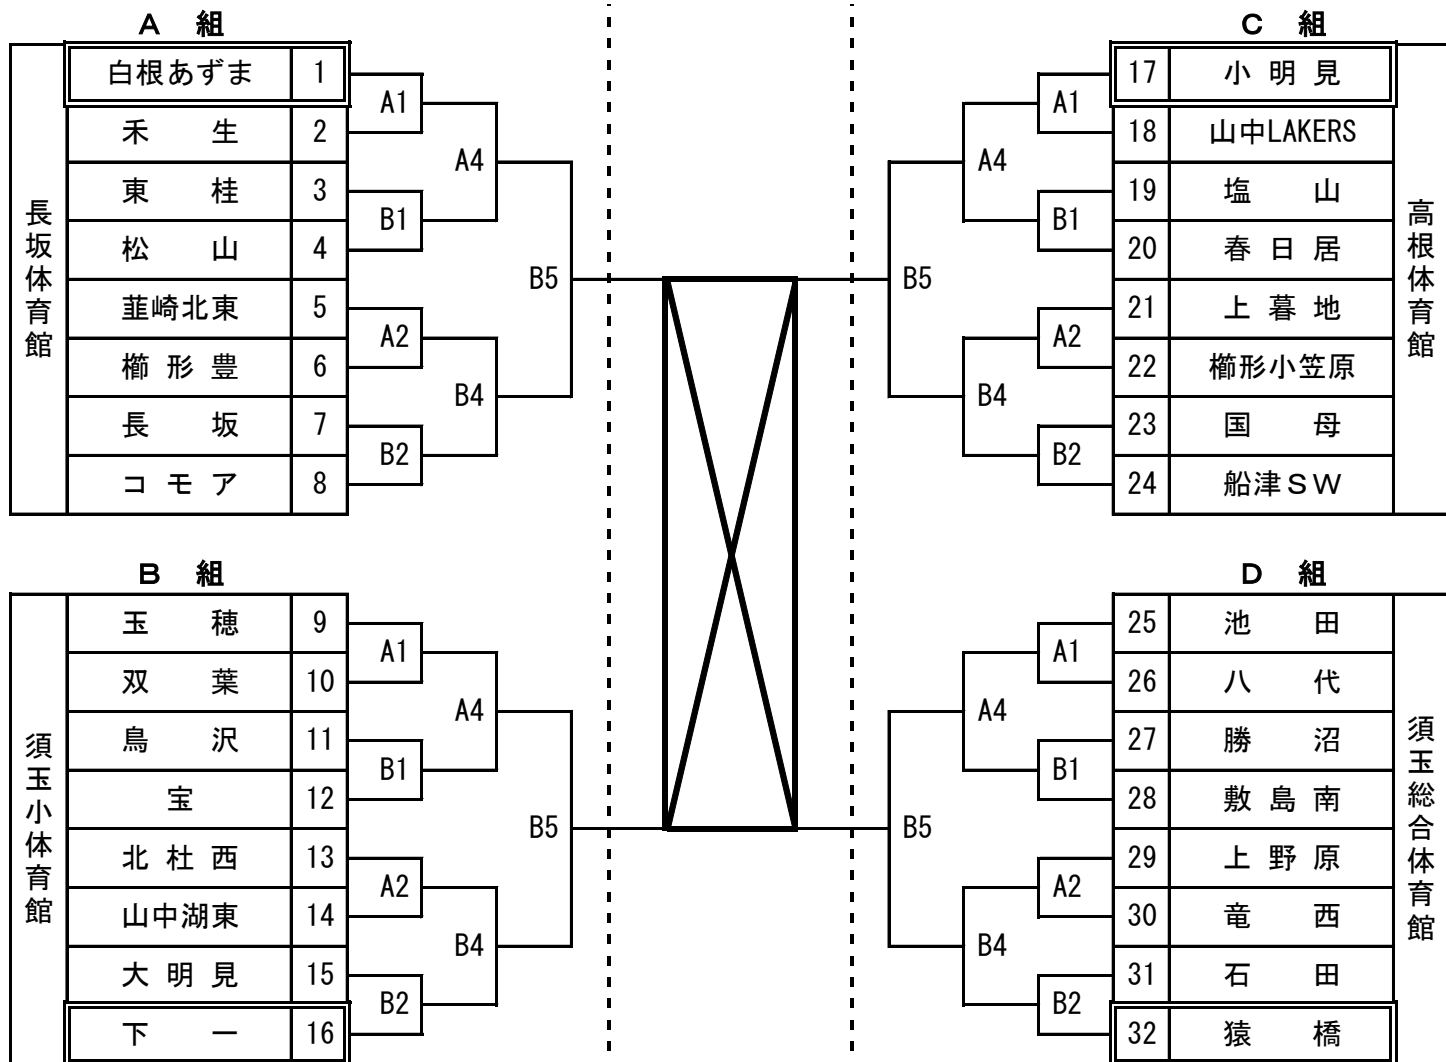 A 組
長坂体育館
白根あずま 1
禾 生 2
東 桂 3
松 山 4
韮崎北東 5
櫛 形 豊 6
長 坂 7
コ モ ア 8
A1
B1
A2
B2
A4
B4
B5
B 組
須玉小体育館
玉 穂 9
双 葉 10
鳥 沢 11
宝 12
北 杜 西 13
山中湖東 14
大 明 見 15
下 一 16
A1
B1
A2
B2
A4
B4
B5
C 組
高根体育館
17 小 明 見
18 山中LAKERS
19 塩 山
20 春 日 居
21 上 暮 地
22 櫛形小笠原
23 国 母
24 船津SW
A1
B1
A2
B2
A4
B4
B5
D 組
須玉総合体育館
25 池 田
26 八 代
27 勝 沼
28 敷 島 南
29 上 野 原
30 竜 西
31 石 田
32 猿 橋
A1
B1
A2
B2
A4
B4
B5